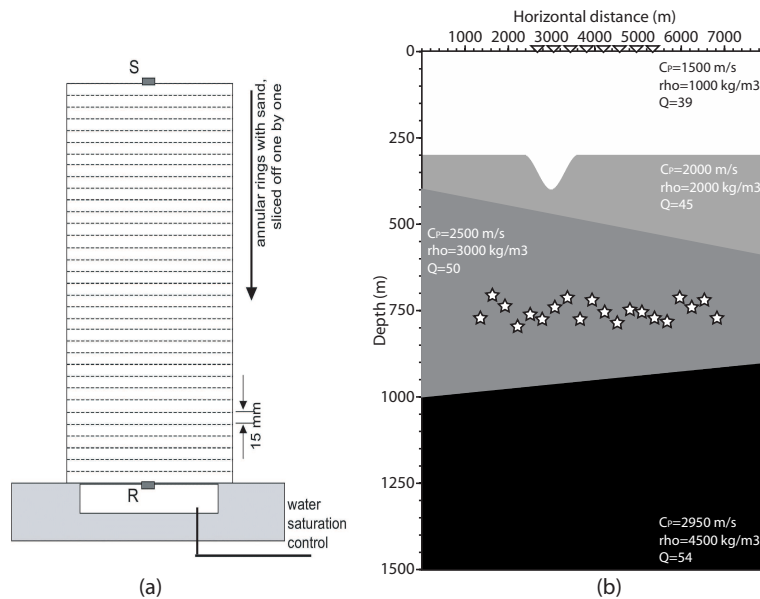 S
annular rings with sand,
sliced off one by one
15 mm
R
water
saturation
control
(a)
Horizontal distance (m)
1000 2000 3000 4000 5000 6000 7000
Depth (m)
0
250
500
750
1000
1250
1500
CP=1500 m/s
rho=1000 kg/m3
Q=39
CP=2000 m/s
rho=2000 kg/m3
Q=45
CP=2500 m/s
rho=3000 kg/m3
Q=50
CP=2950 m/s
rho=4500 kg/m3
Q=54
(b)